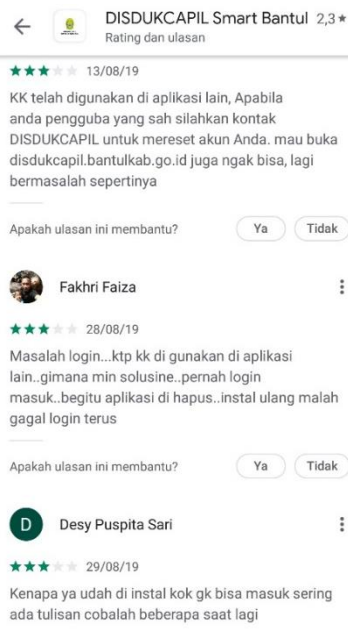 DISDUKCAPIL Smart Bantul 2,3★
Rating dan ulasan
13/08/19
KK telah digunakan di aplikasi lain, Apabila
anda pengguba yang sah silahkan kontak
DISDUKCAPIL untuk mereset akun Anda. mau buka
disdukcapil.bantulkab.go.id juga ngak bisa, lagi
bermasalah sepertinya
Apakah ulasan ini membantu? Ya Tidak
Fakhri Faiza
28/08/19
Masalah login...ktp kk di gunakan di aplikasi
lain..gimana min solusine..pernah login
masuk..begitu aplikasi di hapus..instal ulang malah
gagal login terus
Apakah ulasan ini membantu? Ya Tidak
D Desy Puspita Sari
29/08/19
Kenapa ya udah di instal kok gk bisa masuk sering
ada tulisan cobalah beberapa saat lagi